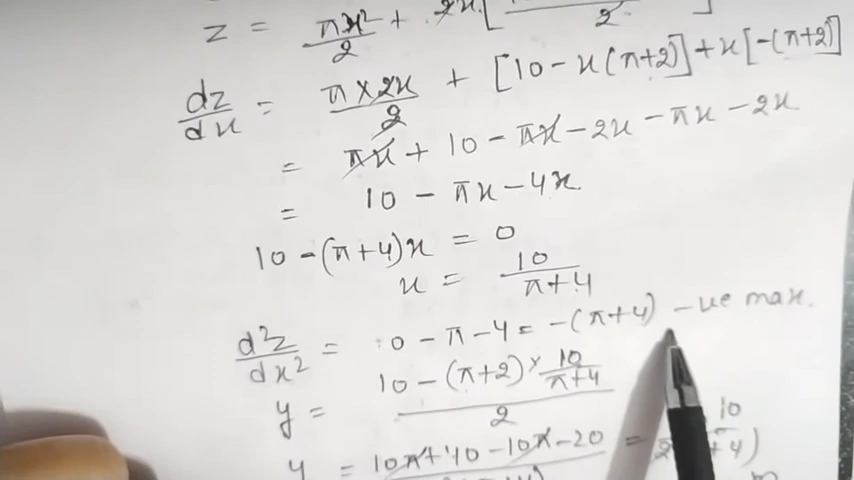 z = πx²/2 + 2x[ /2 ]
dz/dx = π×2x/2 + [10 - x(π+2)] + x[-(π+2)]
= πx + 10 - πx - 2x - πx - 2x
= 10 - πx - 4x
10 - (π+4)x = 0
x = 10/π+4
d²z/dx² = 0 - π - 4 = -(π+4) -ve max.
y = 10 - (π+2) × 10/π+4 / 2
y = 10π+40-10π-20 = 10